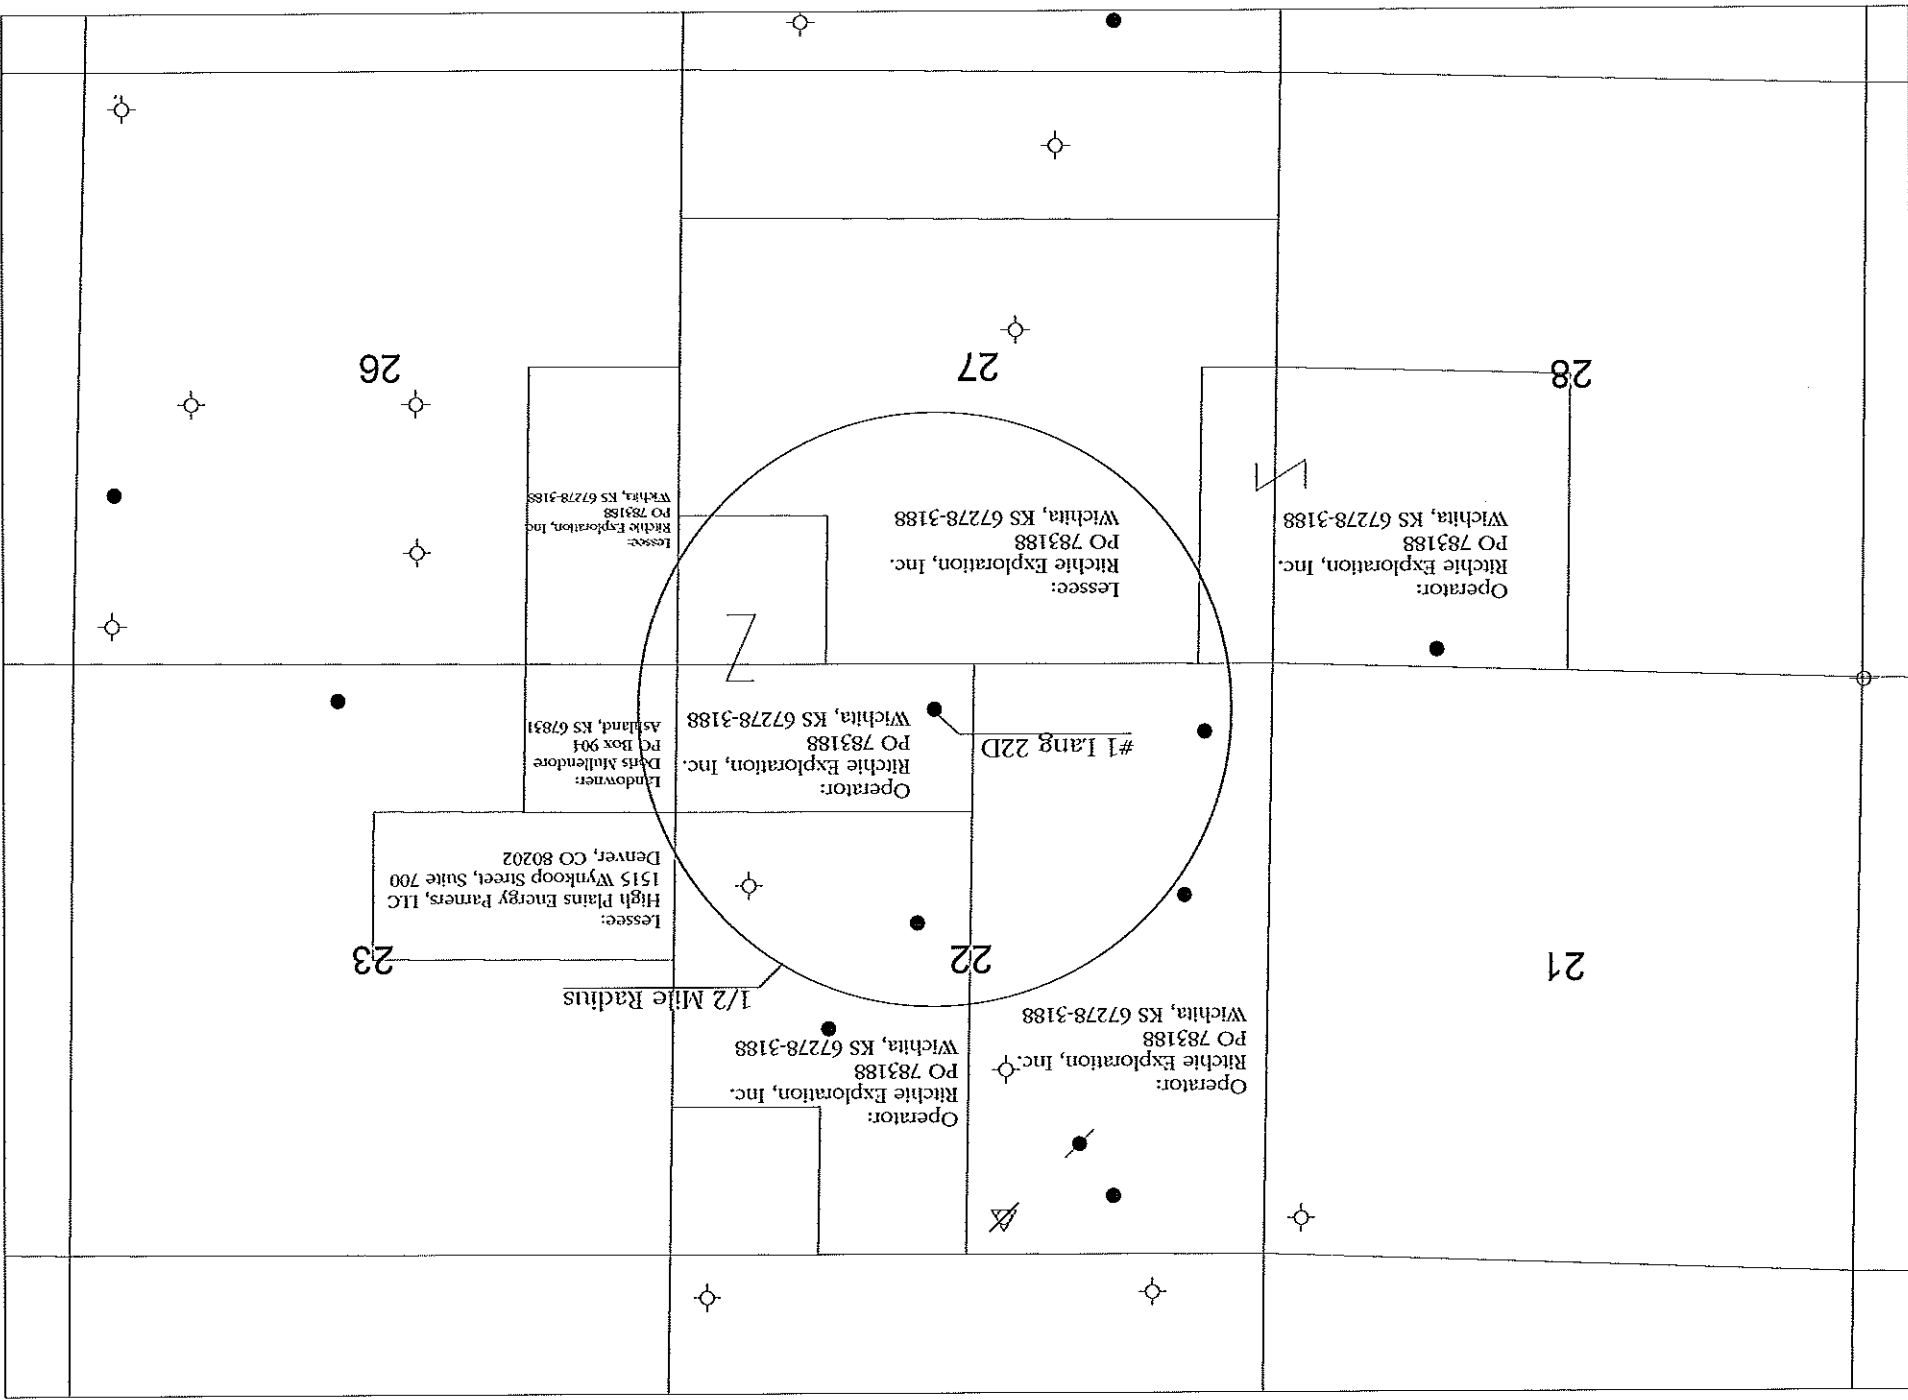 Operator:
Ritchie Exploration, Inc.
PO 783188
Wichita, KS 67278-3188
Operator:
Ritchie Exploration, Inc.
PO 783188
Wichita, KS 67278-3188
1/2 Mile Radius
21
22
23
Lessee:
High Plains Energy Parners, LLC
1515 Wynkoop Street, Suite 700
Denver, CO 80202
#1 Lang 22D
Operator:
Ritchie Exploration, Inc.
PO 783188
Wichita, KS 67278-3188
Landowner:
Doris Mullendore
PO Box 904
Ashland, KS 67831
Operator:
Ritchie Exploration, Inc.
PO 783188
Wichita, KS 67278-3188
Lessee:
Ritchie Exploration, Inc.
PO 783188
Wichita, KS 67278-3188
Lessee:
Ritchie Exploration, Inc
PO 783188
Wichita, KS 67278-3188
28
27
26